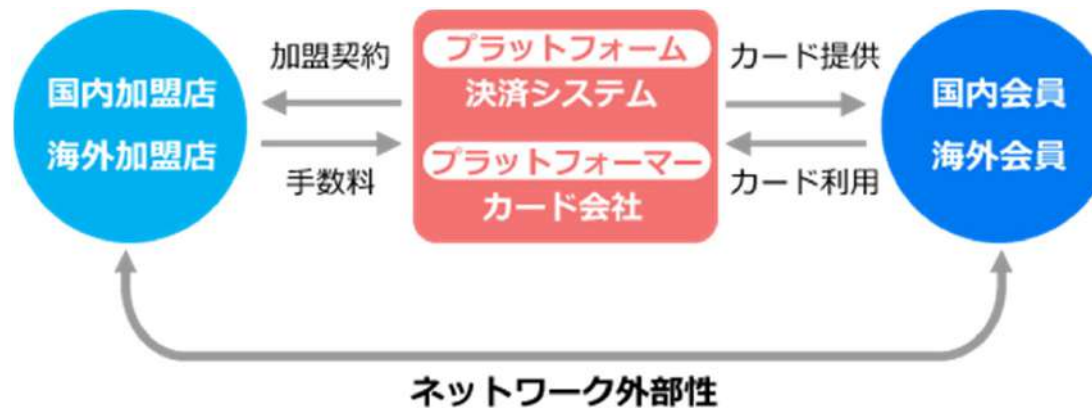 国内加盟店
海外加盟店
加盟契約
手数料
プラットフォーム
決済システム
プラットフォーマー
カード会社
カード提供
カード利用
国内会員
海外会員
ネットワーク外部性